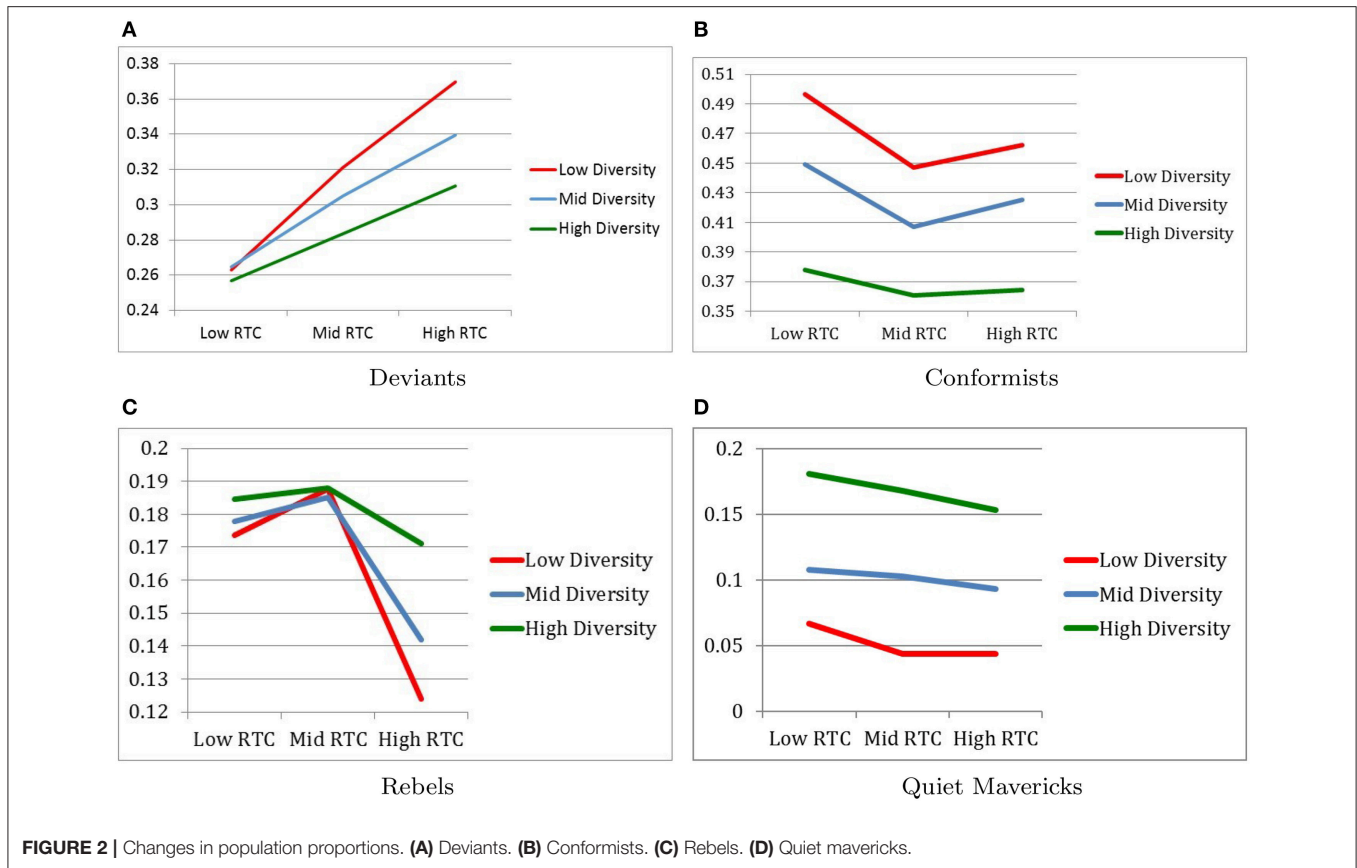 A
0.38
0.36
0.34
0.32
0.3
0.28
0.26
0.24
Low RTC Mid RTC High RTC
Low Diversity
Mid Diversity
High Diversity
Deviants
B
0.51
0.49
0.47
0.45
0.43
0.41
0.39
0.37
0.35
Low RTC Mid RTC High RTC
Low Diversity
Mid Diversity
High Diversity
Conformists
C
0.2
0.19
0.18
0.17
0.16
0.15
0.14
0.13
0.12
Low RTC Mid RTC High RTC
Low Diversity
Mid Diversity
High Diversity
Rebels
D
0.2
0.15
0.1
0.05
0
Low RTC Mid RTC High RTC
Low Diversity
Mid Diversity
High Diversity
Quiet Mavericks
FIGURE 2 | Changes in population proportions. (A) Deviants. (B) Conformists. (C) Rebels. (D) Quiet mavericks.